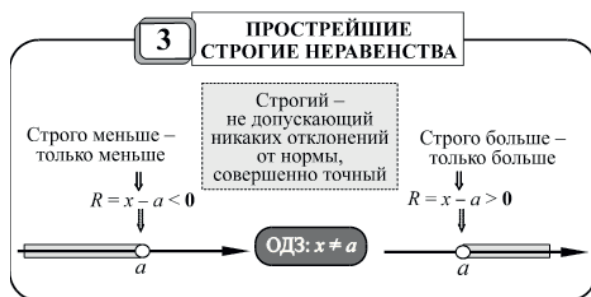 3
ПРОСТРЕЙШИЕ
СТРОГИЕ НЕРАВЕНСТВА
Строгий –
не допускающий
никаких отклонений
от нормы,
совершенно точный
Строго меньше –
только меньше
R = x – a < 0
a
ОДЗ: x ≠ a
Строго больше –
только больше
R = x – a > 0
a